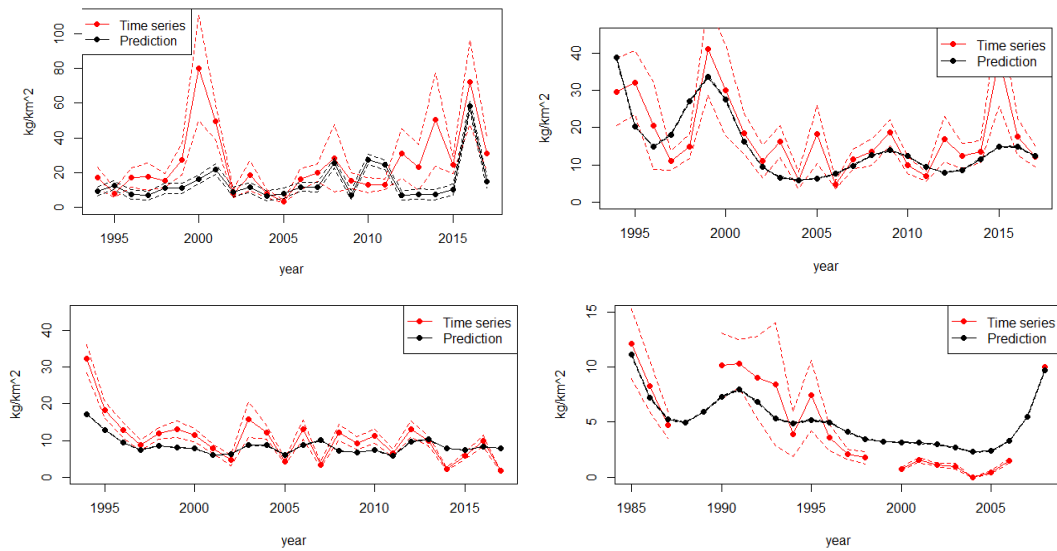 kg/km^2
0 20 40 60 80 100
Time series
Prediction
1995 2000 2005 2010 2015
year
kg/km^2
0 10 20 30 40
Time series
Prediction
1995 2000 2005 2010 2015
year
kg/km^2
0 10 20 30 40
Time series
Prediction
1995 2000 2005 2010 2015
year
kg/km^2
0 5 10 15
Time series
Prediction
1985 1990 1995 2000 2005
year